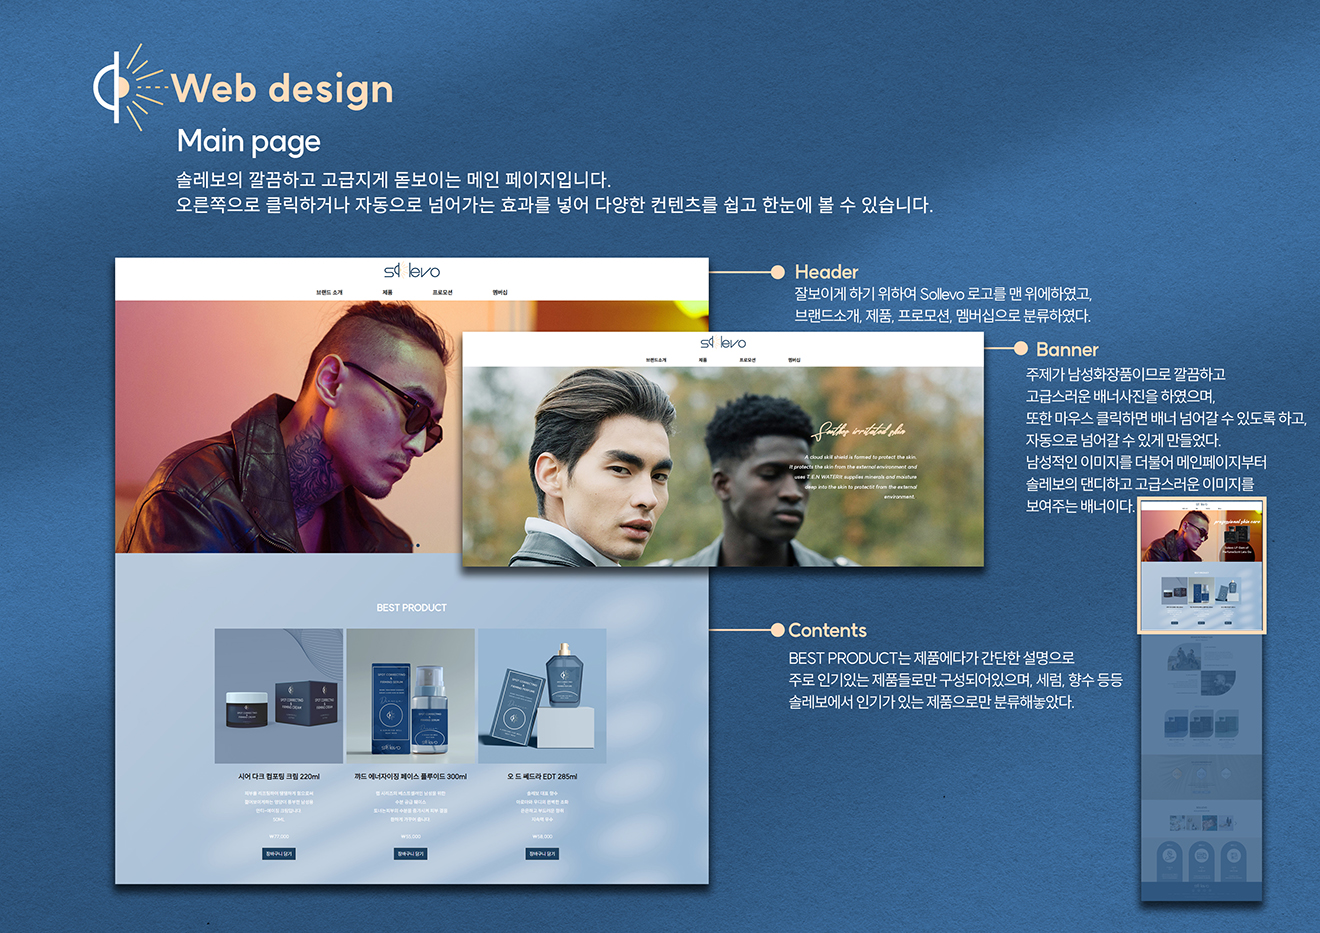 Web design
Main page
솔레보의 깔끔하고 고급지게 돋보이는 메인 페이지입니다.
오른쪽으로 클릭하거나 자동으로 넘어가는 효과를 넣어 다양한 컨텐츠를 쉽고 한눈에 볼 수 있습니다.
sollevo
브랜드 소개 제품 프로모션 멤버십
Header
잘보이게 하기 위하여 Sollevo 로고를 맨 위에하였고,
브랜드소개, 제품, 프로모션, 멤버십으로 분류하였다.
sollevo
브랜드소개 제품 프로모션 멤버십
Soother irritated skin
A cloud skill shield is formed to protect the skin.
It protects the skin from the external environment and
uses T.E.N WATER!! supplies minerals and moisture
deep into the skin to protectit from the external
environment.
Banner
주제가 남성화장품이므로 깔끔하고
고급스러운 배너사진을 하였으며,
또한 마우스 클릭하면 배너 넘어갈 수 있도록 하고,
자동으로 넘어갈 수 있게 만들었다.
남성적인 이미지를 더불어 메인페이지부터
솔레보의 댄디하고 고급스러운 이미지를
보여주는 배너이다.
professional skin care
BEST PRODUCT
시어 다크 컴포팅 크림 220ml
₩77,000
장바구니 담기
까드 에너자이징 페이스 플루이드 300ml
₩55,000
장바구니 담기
오 드 쎄드라 EDT 285ml
솔레보 대표 향수
₩58,000
장바구니 담기
Contents
BEST PRODUCT는 제품에다가 간단한 설명으로
주로 인기있는 제품들로만 구성되어있으며, 세럼, 향수 등등
솔레보에서 인기가 있는 제품으로만 분류해놓았다.